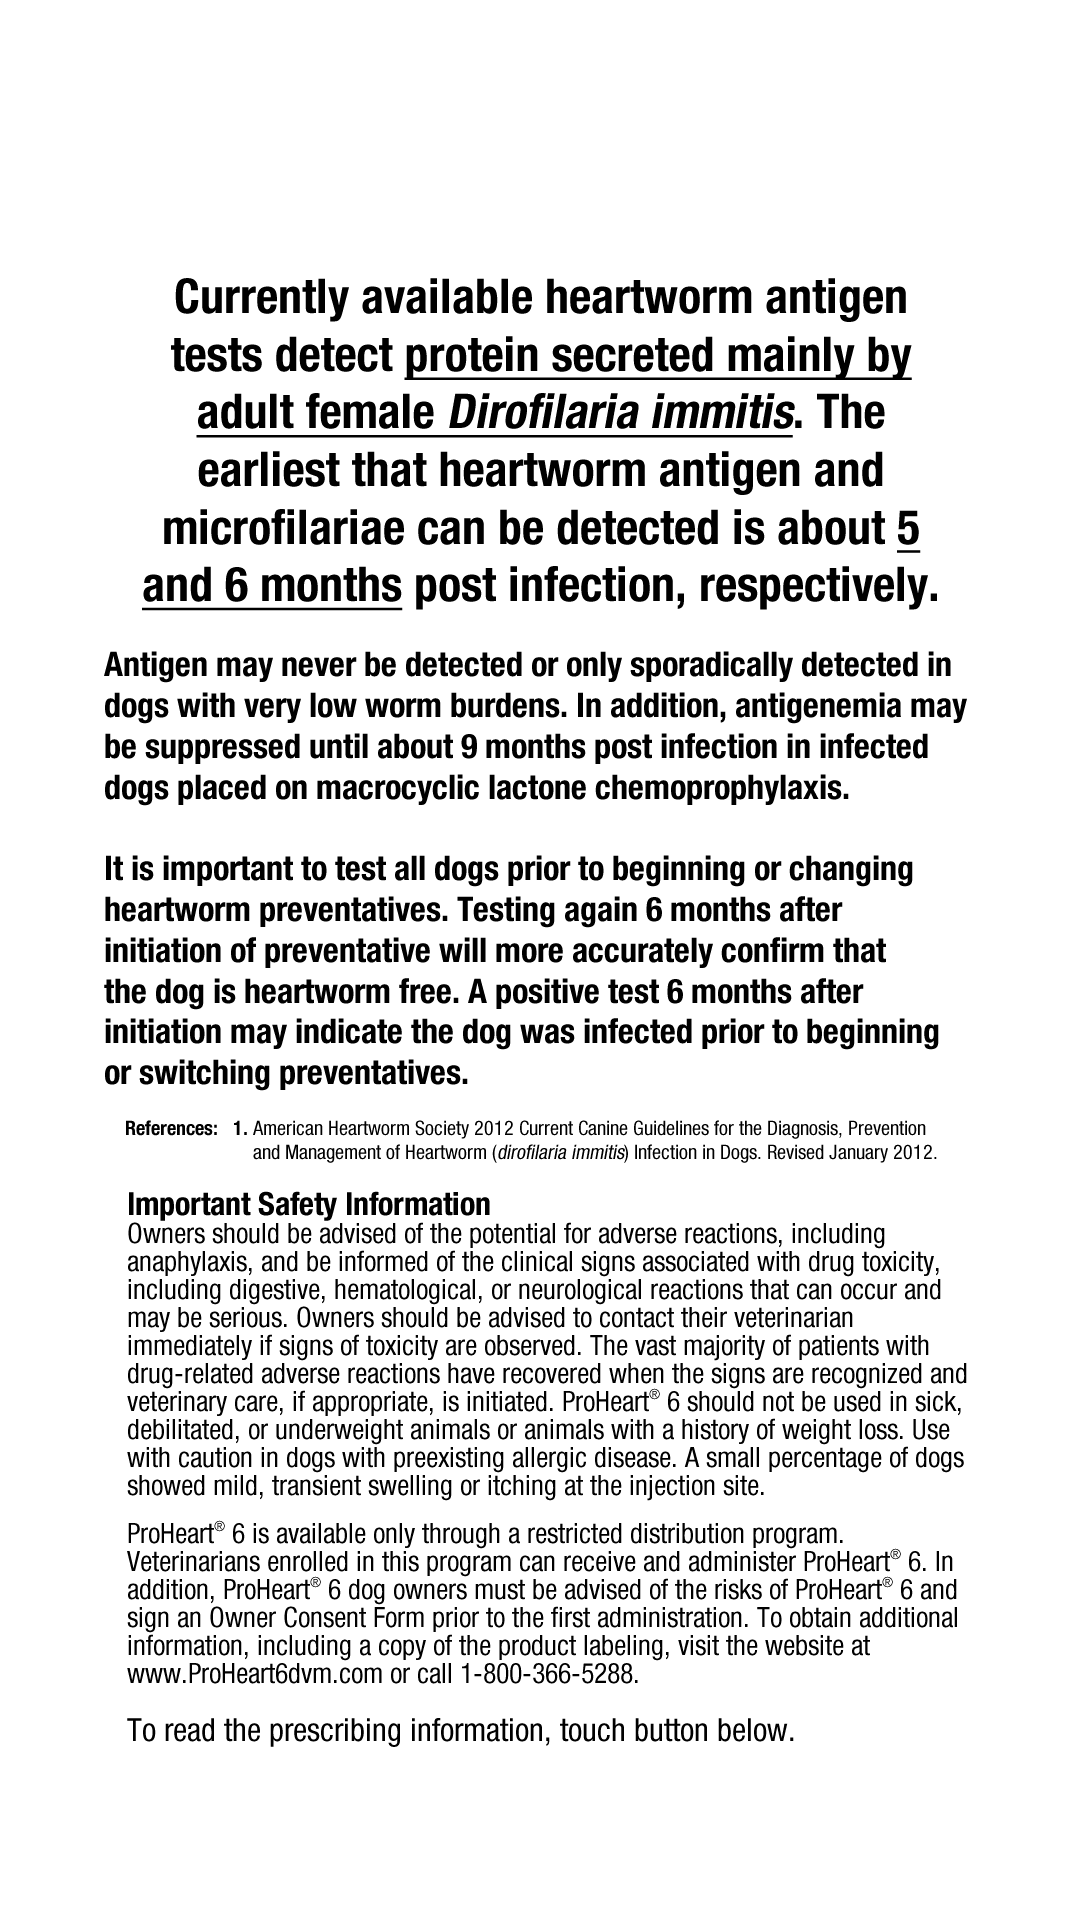 Currently available heartworm antigen
tests detect protein secreted mainly by
adult female Dirofilaria immitis. The
earliest that heartworm antigen and
microfilariae can be detected is about 5
and 6 months post infection, respectively.
Antigen may never be detected or only sporadically detected in
dogs with very low worm burdens. In addition, antigenemia may
be suppressed until about 9 months post infection in infected
dogs placed on macrocyclic lactone chemoprophylaxis.
It is important to test all dogs prior to beginning or changing
heartworm preventatives. Testing again 6 months after
initiation of preventative will more accurately confirm that
the dog is heartworm free. A positive test 6 months after
initiation may indicate the dog was infected prior to beginning
or switching preventatives.
References: 1. American Heartworm Society 2012 Current Canine Guidelines for the Diagnosis, Prevention
and Management of Heartworm (dirofilaria immitis) Infection in Dogs. Revised January 2012.
Important Safety Information
Owners should be advised of the potential for adverse reactions, including
anaphylaxis, and be informed of the clinical signs associated with drug toxicity,
including digestive, hematological, or neurological reactions that can occur and
may be serious. Owners should be advised to contact their veterinarian
immediately if signs of toxicity are observed. The vast majority of patients with
drug-related adverse reactions have recovered when the signs are recognized and
veterinary care, if appropriate, is initiated. ProHeart® 6 should not be used in sick,
debilitated, or underweight animals or animals with a history of weight loss. Use
with caution in dogs with preexisting allergic disease. A small percentage of dogs
showed mild, transient swelling or itching at the injection site.
ProHeart® 6 is available only through a restricted distribution program.
Veterinarians enrolled in this program can receive and administer ProHeart® 6. In
addition, ProHeart® 6 dog owners must be advised of the risks of ProHeart® 6 and
sign an Owner Consent Form prior to the first administration. To obtain additional
information, including a copy of the product labeling, visit the website at
www.ProHeart6dvm.com or call 1-800-366-5288.
To read the prescribing information, touch button below.